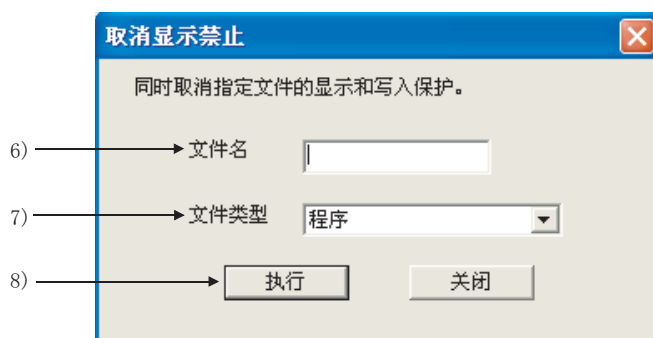 取消显示禁止
同时取消指定文件的显示和写入保护。
6) 文件名
7) 文件类型 程序
8) 执行 关闭